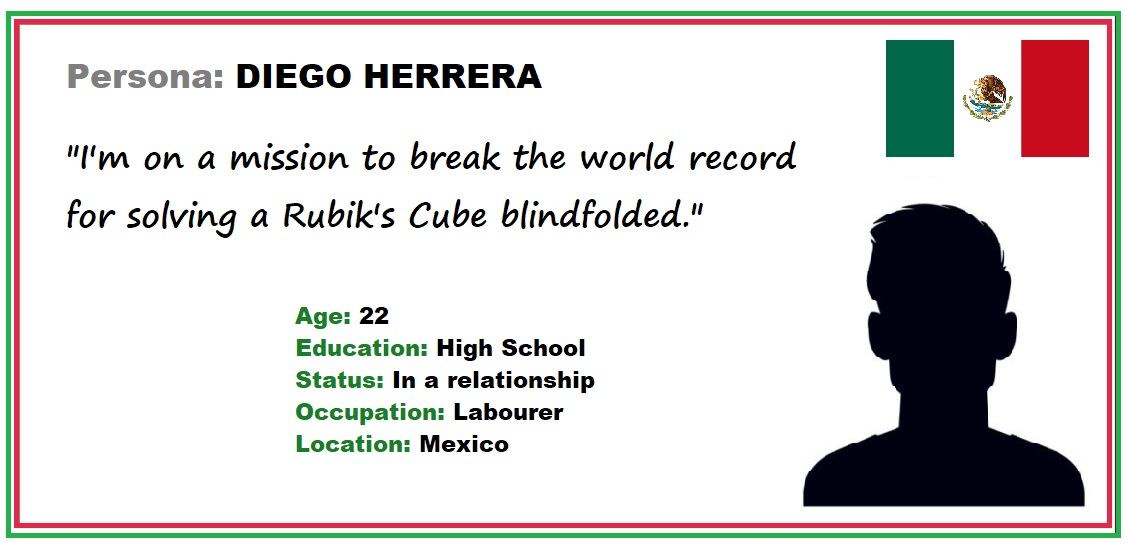 Persona: DIEGO HERRERA
"I'm on a mission to break the world record
for solving a Rubik's Cube blindfolded."
Age: 22
Education: High School
Status: In a relationship
Occupation: Labourer
Location: Mexico